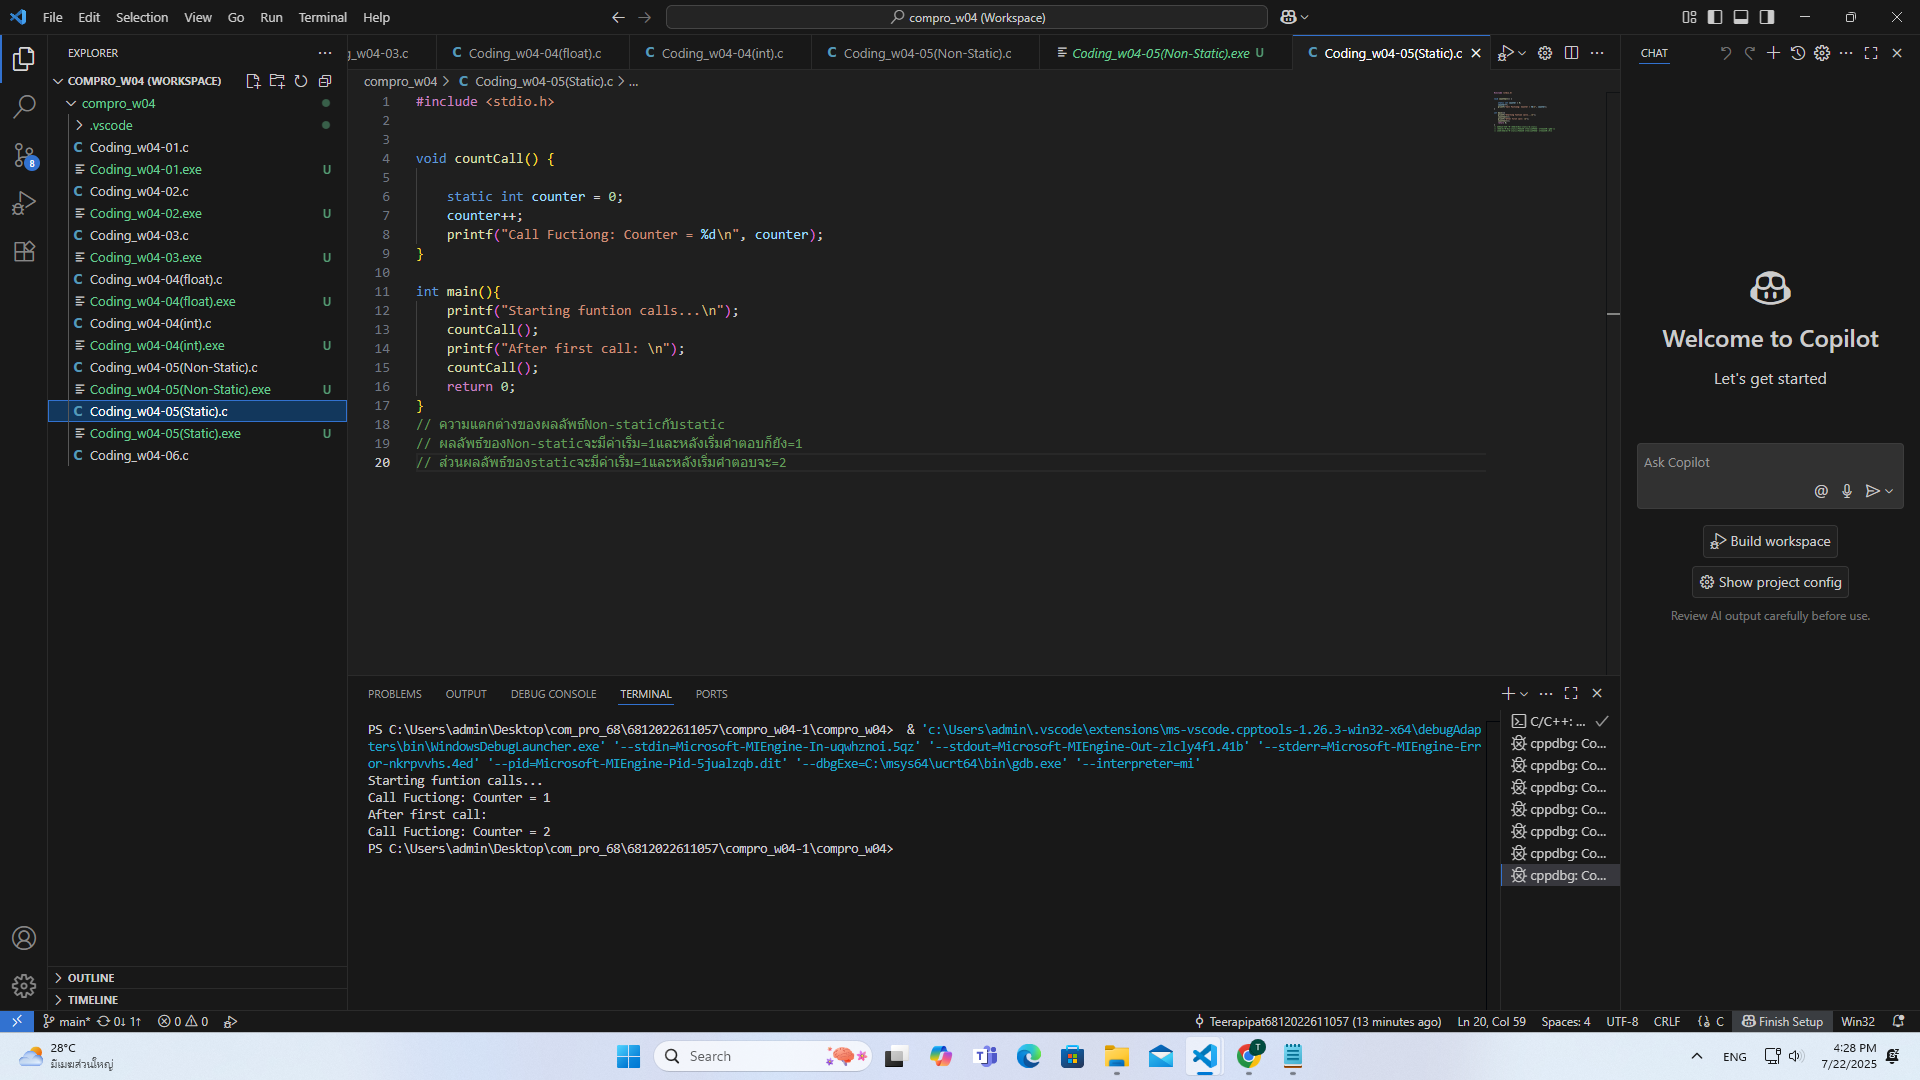 File Edit Selection View Go Run Terminal Help
compro_w04 (Workspace)
EXPLORER
COMPRO_W04 (WORKSPACE)
compro_w04
.vscode
Coding_w04-01.c
Coding_w04-01.exe U
Coding_w04-02.c
Coding_w04-02.exe U
Coding_w04-03.c
Coding_w04-03.exe U
Coding_w04-04(float).c
Coding_w04-04(float).exe U
Coding_w04-04(int).c
Coding_w04-04(int).exe U
Coding_w04-05(Non-Static).c
Coding_w04-05(Non-Static).exe U
Coding_w04-05(Static).c
Coding_w04-05(Static).exe U
Coding_w04-06.c
OUTLINE
TIMELINE
8
g_w04-03.c Coding_w04-04(float).c Coding_w04-04(int).c Coding_w04-05(Non-Static).c Coding_w04-05(Non-Static).exe U Coding_w04-05(Static).c
compro_w04 > C Coding_w04-05(Static).c > ...
1 #include <stdio.h>
2
3
4 void countCall() {
5
6 static int counter = 0;
7 counter++;
8 printf("Call Fuctiong: Counter = %d\n", counter);
9 }
10
11 int main(){
12 printf("Starting funtion calls...\n");
13 countCall();
14 printf("After first call: \n");
15 countCall();
16 return 0;
17 }
18 // ความแตกต่างของผลลัพธ์Non-staticกับstatic
19 // ผลลัพธ์ของNon-staticจะมีค่าเริ่ม=1และหลังเริ่มคำตอบก็ยัง=1
20 // ส่วนผลลัพธ์ของstaticจะมีค่าเริ่ม=1และหลังเริ่มคำตอบจะ=2
PROBLEMS OUTPUT DEBUG CONSOLE TERMINAL PORTS
PS C:\Users\admin\Desktop\com_pro_68\6812022611057\compro_w04-1\compro_w04> & 'c:\Users\admin\.vscode\extensions\ms-vscode.cpptools-1.26.3-win32-x64\debugAdap
ters\bin\WindowsDebugLauncher.exe' '--stdin=Microsoft-MIEngine-In-uqwhznoi.5qz' '--stdout=Microsoft-MIEngine-Out-zlcly4f1.41b' '--stderr=Microsoft-MIEngine-Err
or-nkrpvvhs.4ed' '--pid=Microsoft-MIEngine-Pid-5jualzqb.dit' '--dbgExe=C:\msys64\ucrt64\bin\gdb.exe' '--interpreter=mi'
Starting funtion calls...
Call Fuctiong: Counter = 1
After first call:
Call Fuctiong: Counter = 2
PS C:\Users\admin\Desktop\com_pro_68\6812022611057\compro_w04-1\compro_w04>
C/C++: ...
cppdbg: Co...
cppdbg: Co...
cppdbg: Co...
cppdbg: Co...
cppdbg: Co...
cppdbg: Co...
cppdbg: Co...
CHAT
Welcome to Copilot
Let's get started
Ask Copilot
Build workspace
Show project config
Review AI output carefully before use.
main* 0↓ 1↑ 0 0
Teerapipat6812022611057 (13 minutes ago) Ln 20, Col 59 Spaces: 4 UTF-8 CRLF {} C Finish Setup Win32
28°C
มีเมฆส่วนใหญ่
Search
T
ENG
4:28 PM
7/22/2025